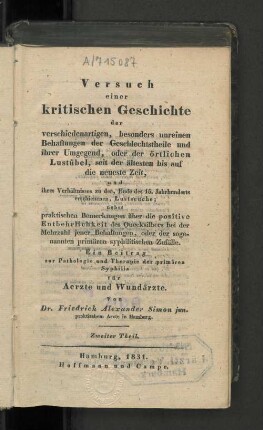 A/715087
Versuch
einer
kritischen Geschichte
der
verschiedenartigen, besonders unreinen
Behaftungen der Geschlechtstheile und
ihrer Umgegend, oder der örtlichen
Lustübel, seit der ältesten bis auf
die neueste Zeit,
und
ihres Verhältnisses zu der, Ende des 15. Jahrhunderts
erschienenen, Lustseuche;
nebst
praktischen Bemerkungen über die positive
Entbehrlichkeit des Quecksilbers bei der
Mehrzahl jener Behaftungen, oder der soge-
nannten primären syphilitischen Zufälle.
Ein Beitrag
zur Pathologie und Therapie der primären
Syphilis
für
Aerzte und Wundärzte.
Von
Dr. Friedrich Alexander Simon jun.
praktischem Arzte in Hamburg.
Zweiter Theil.
Hamburg, 1831.
Hoffmann und Campe.